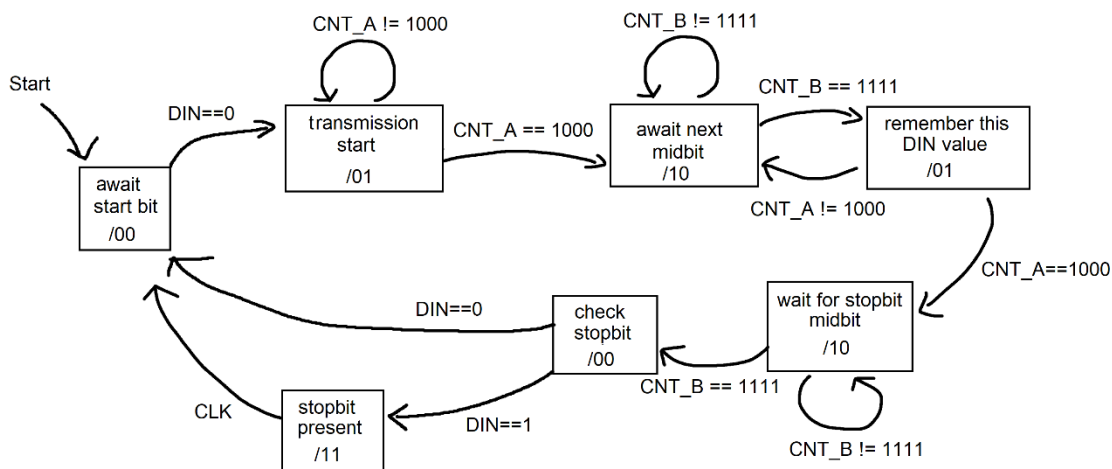 Start
DIN==0
CNT_A != 1000
CNT_B != 1111
CNT_B == 1111
await
start bit
/00
transmission
start
/01
CNT_A == 1000
await next
midbit
/10
remember this
DIN value
/01
CNT_A != 1000
CNT_A==1000
wait for stopbit
midbit
/10
CNT_B != 1111
CNT_B == 1111
check
stopbit
/00
DIN==0
DIN==1
stopbit
present
/11
CLK